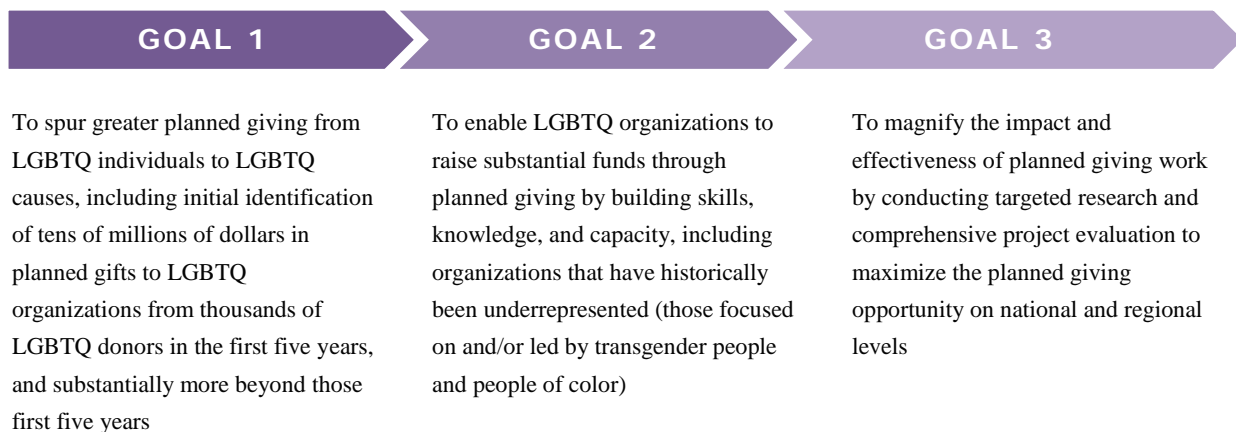 GOAL 1
GOAL 2
GOAL 3
To spur greater planned giving from
LGBTQ individuals to LGBTQ
causes, including initial identification
of tens of millions of dollars in
planned gifts to LGBTQ
organizations from thousands of
LGBTQ donors in the first five years,
and substantially more beyond those
first five years
To enable LGBTQ organizations to
raise substantial funds through
planned giving by building skills,
knowledge, and capacity, including
organizations that have historically
been underrepresented (those focused
on and/or led by transgender people
and people of color)
To magnify the impact and
effectiveness of planned giving work
by conducting targeted research and
comprehensive project evaluation to
maximize the planned giving
opportunity on national and regional
levels